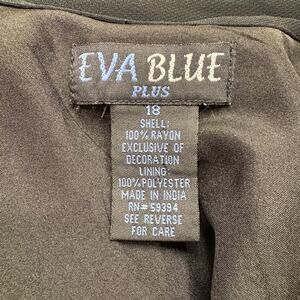 EVA BLUE
PLUS
18
SHELL:
100% RAYON
EXCLUSIVE OF
DECORATION
LINING:
100% POLYESTER
MADE IN INDIA
RN# 59394
SEE REVERSE
FOR CARE